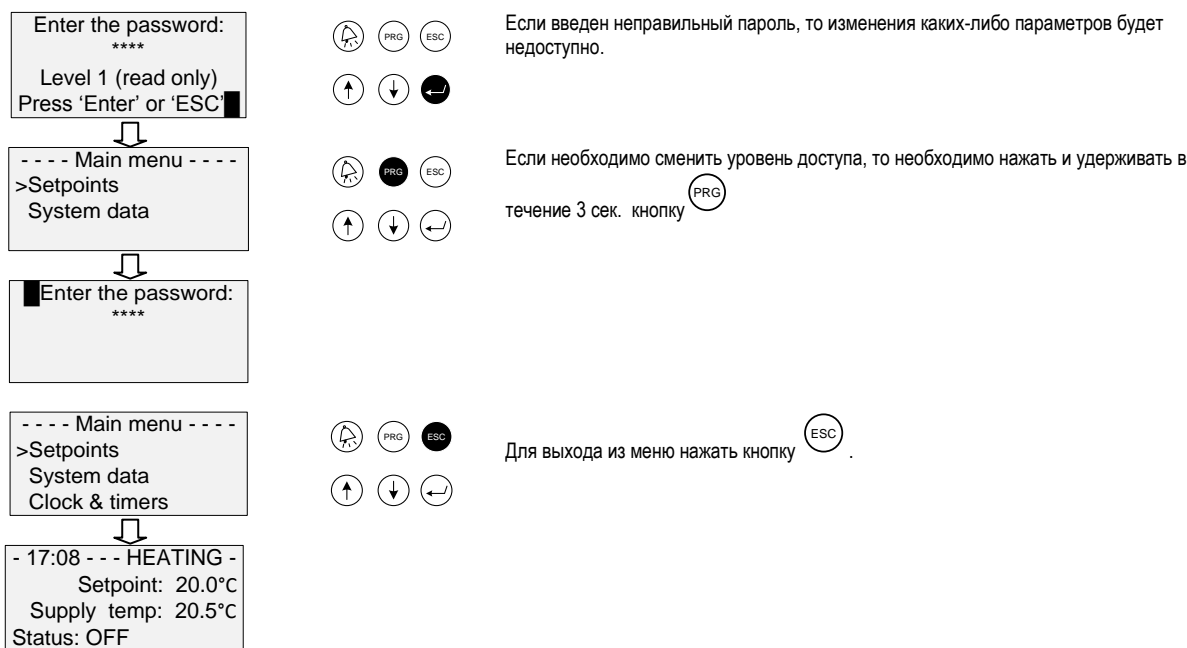 Enter the password:
****
Level 1 (read only)
Press ‘Enter’ or ‘ESC’
PRG ESC
Если введен неправильный пароль, то изменения каких-либо параметров будет
недоступно.
- - - - Main menu - - - -
>Setpoints
System data
PRG ESC
Если необходимо сменить уровень доступа, то необходимо нажать и удерживать в
течение 3 сек. кнопку PRG
Enter the password:
****
- - - - Main menu - - - -
>Setpoints
System data
Clock & timers
PRG ESC
Для выхода из меню нажать кнопку ESC .
- 17:08 - - - HEATING -
Setpoint: 20.0°C
Supply temp: 20.5°C
Status: OFF